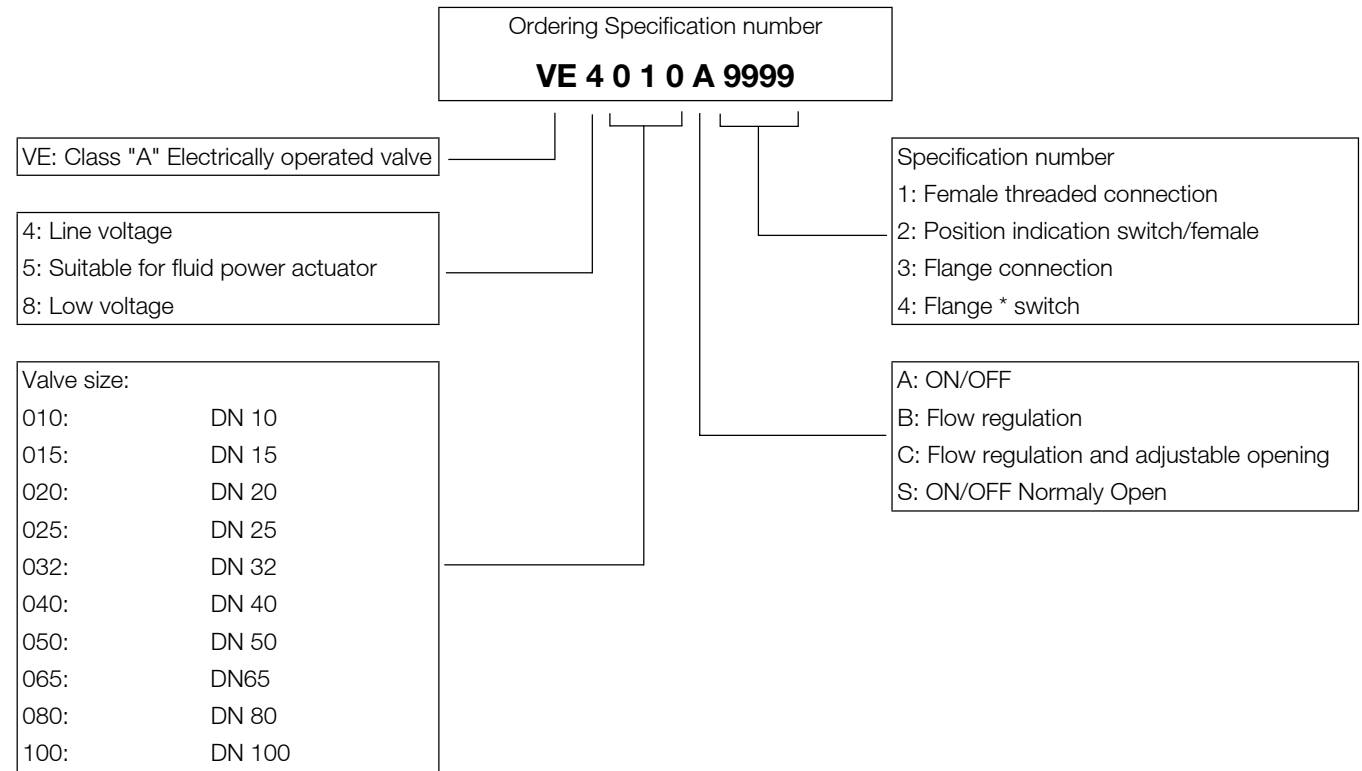 Ordering Specification number
VE 4 0 1 0 A 9999
VE: Class "A" Electrically operated valve
4: Line voltage
5: Suitable for fluid power actuator
8: Low voltage
Valve size:
010: DN 10
015: DN 15
020: DN 20
025: DN 25
032: DN 32
040: DN 40
050: DN 50
065: DN65
080: DN 80
100: DN 100
Specification number
1: Female threaded connection
2: Position indication switch/female
3: Flange connection
4: Flange * switch
A: ON/OFF
B: Flow regulation
C: Flow regulation and adjustable opening
S: ON/OFF Normaly Open